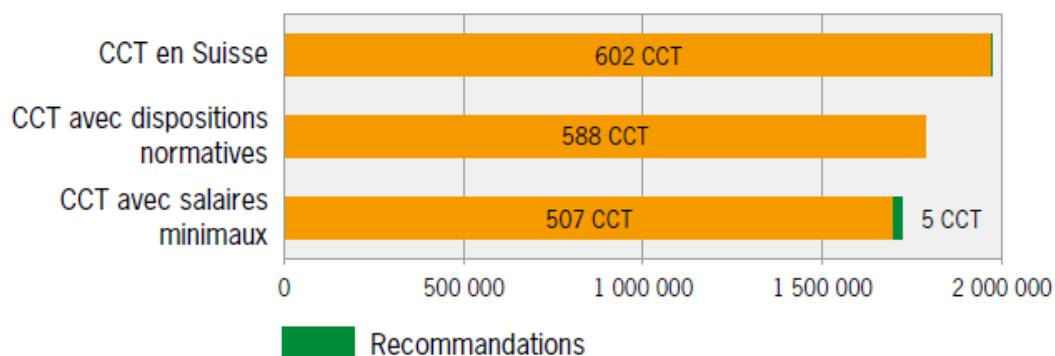 CCT en Suisse
602 CCT
CCT avec dispositions
normatives
588 CCT
CCT avec salaires
minimaux
507 CCT
5 CCT
0
500 000
1 000 000
1 500 000
2 000 000
Recommandations